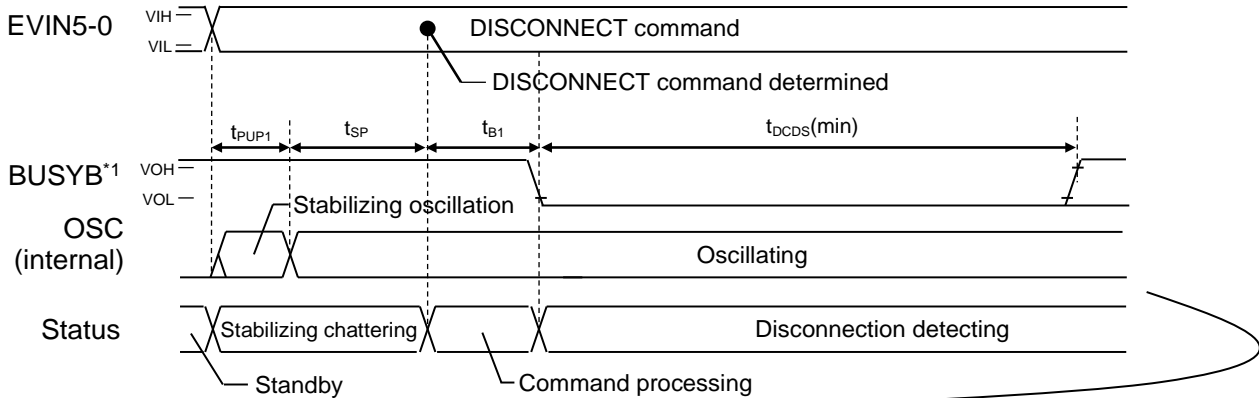 EVIN5-0
VIH
VIL
DISCONNECT command
DISCONNECT command determined
tPUP1
tSP
tB1
tDCDS(min)
BUSYB*1
VOH
VOL
Stabilizing oscillation
OSC
(internal)
Oscillating
Status
Stabilizing chattering
Disconnection detecting
Standby
Command processing